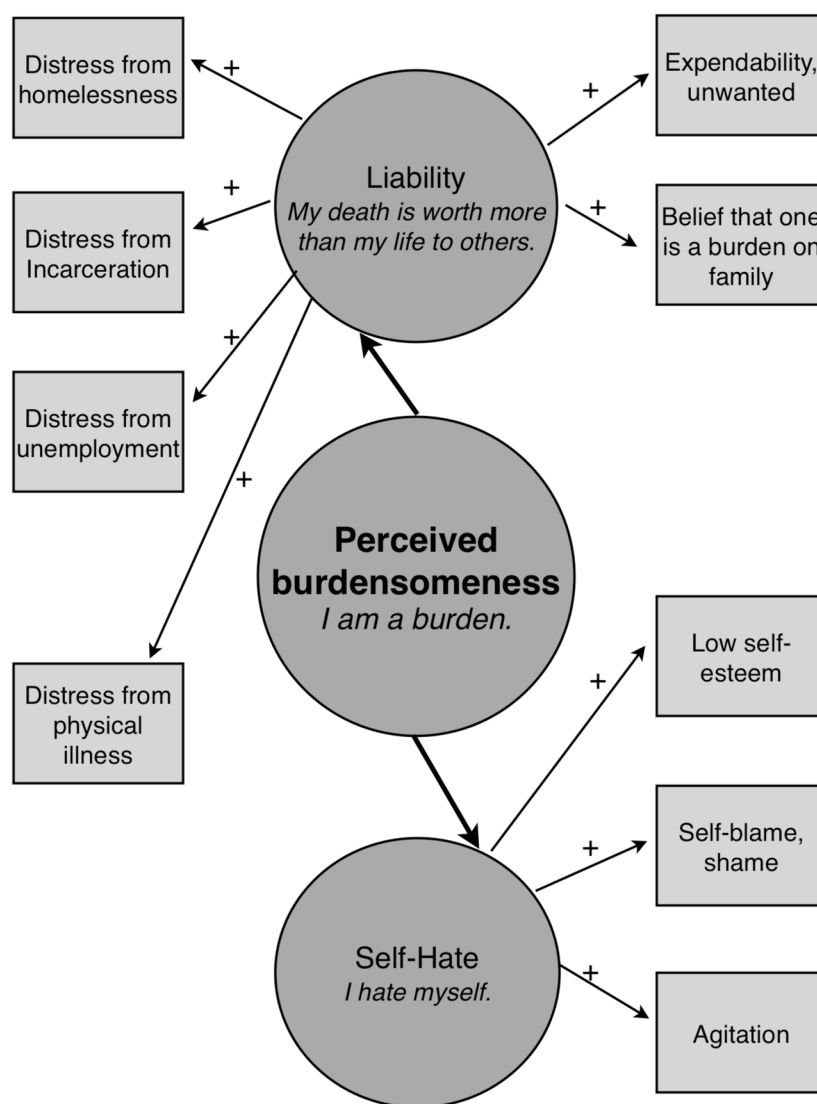 Distress from
homelessness
+
Expendability,
unwanted
+
Liability
My death is worth more
than my life to others.
Distress from
Incarceration
+
Belief that one
is a burden on
family
+
Distress from
unemployment
+
+
Perceived
burdensomeness
I am a burden.
Distress from
physical
illness
Low self-
esteem
+
Self-blame,
shame
+
Self-Hate
I hate myself.
+
Agitation